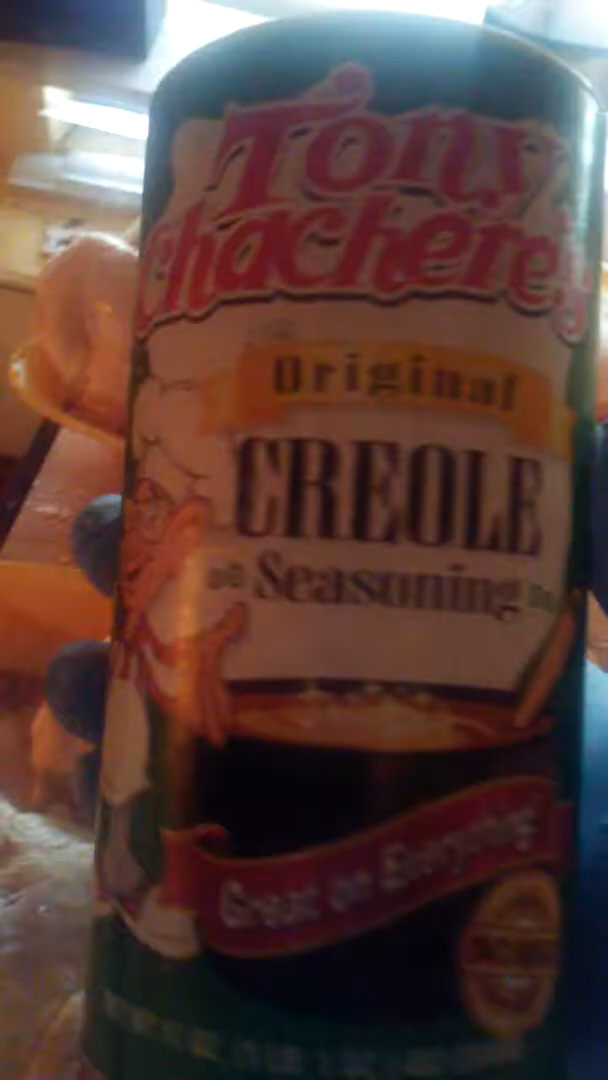 Tony
Chachere's
Original
CREOLE
Seasoning
Great on Everything